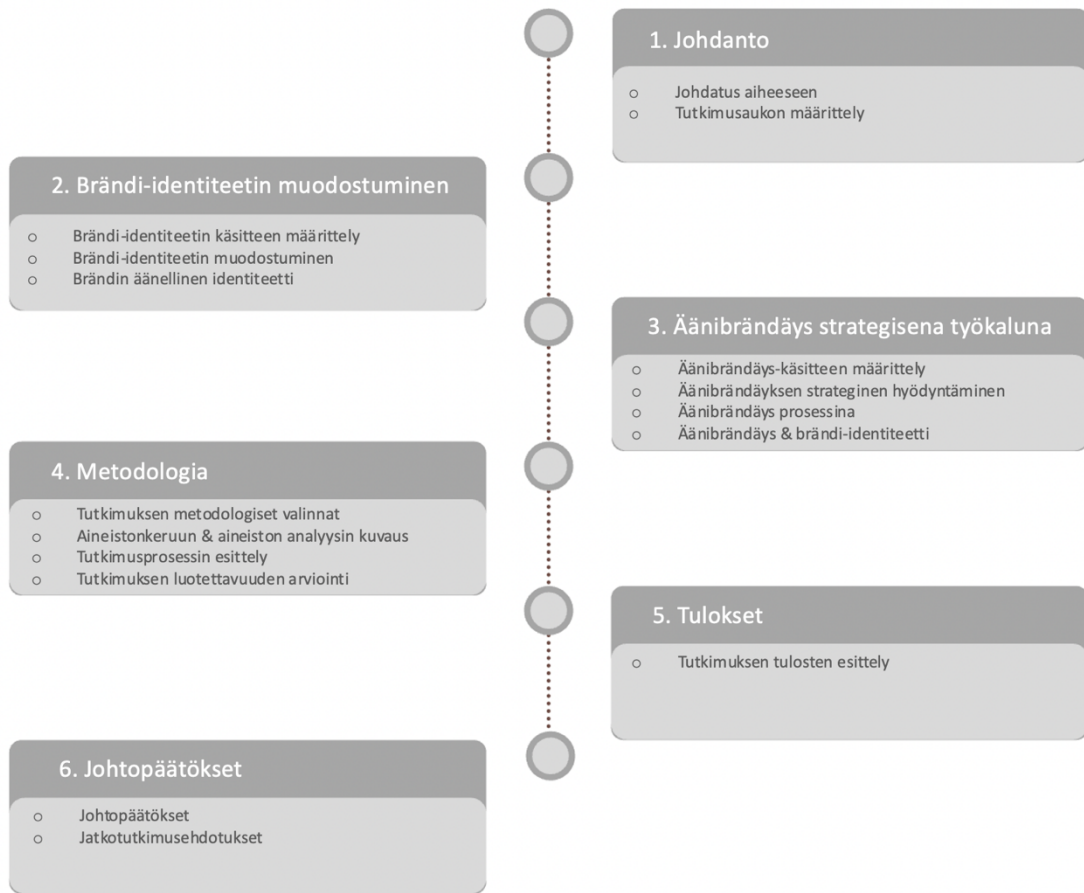 1. Johdanto
o Johdatus aiheeseen
o Tutkimusaukon määrittely
2. Brändi-identiteetin muodostuminen
o Brändi-identiteetin käsitteen määrittely
o Brändi-identiteetin muodostuminen
o Brändin äänellinen identiteetti
3. Äänibrändäys strategisena työkaluna
o Äänibrändäys-käsitteen määrittely
o Äänibrändäyksen strateginen hyödyntäminen
o Äänibrändäys prosessina
o Äänibrändäys & brändi-identiteetti
4. Metodologia
o Tutkimuksen metodologiset valinnat
o Aineistonkeruun & aineiston analyysin kuvaus
o Tutkimusprosessin esittely
o Tutkimuksen luotettavuuden arviointi
5. Tulokset
o Tutkimuksen tulosten esittely
6. Johtopäätökset
o Johtopäätökset
o Jatkotutkimusehdotukset